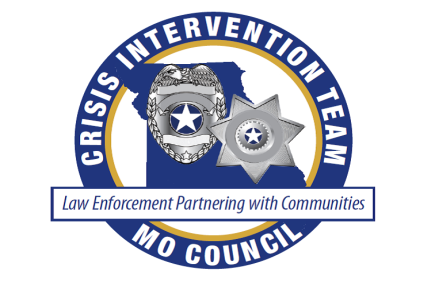 CRISIS INTERVENTION TEAM
Law Enforcement Partnering with Communities
MO COUNCIL